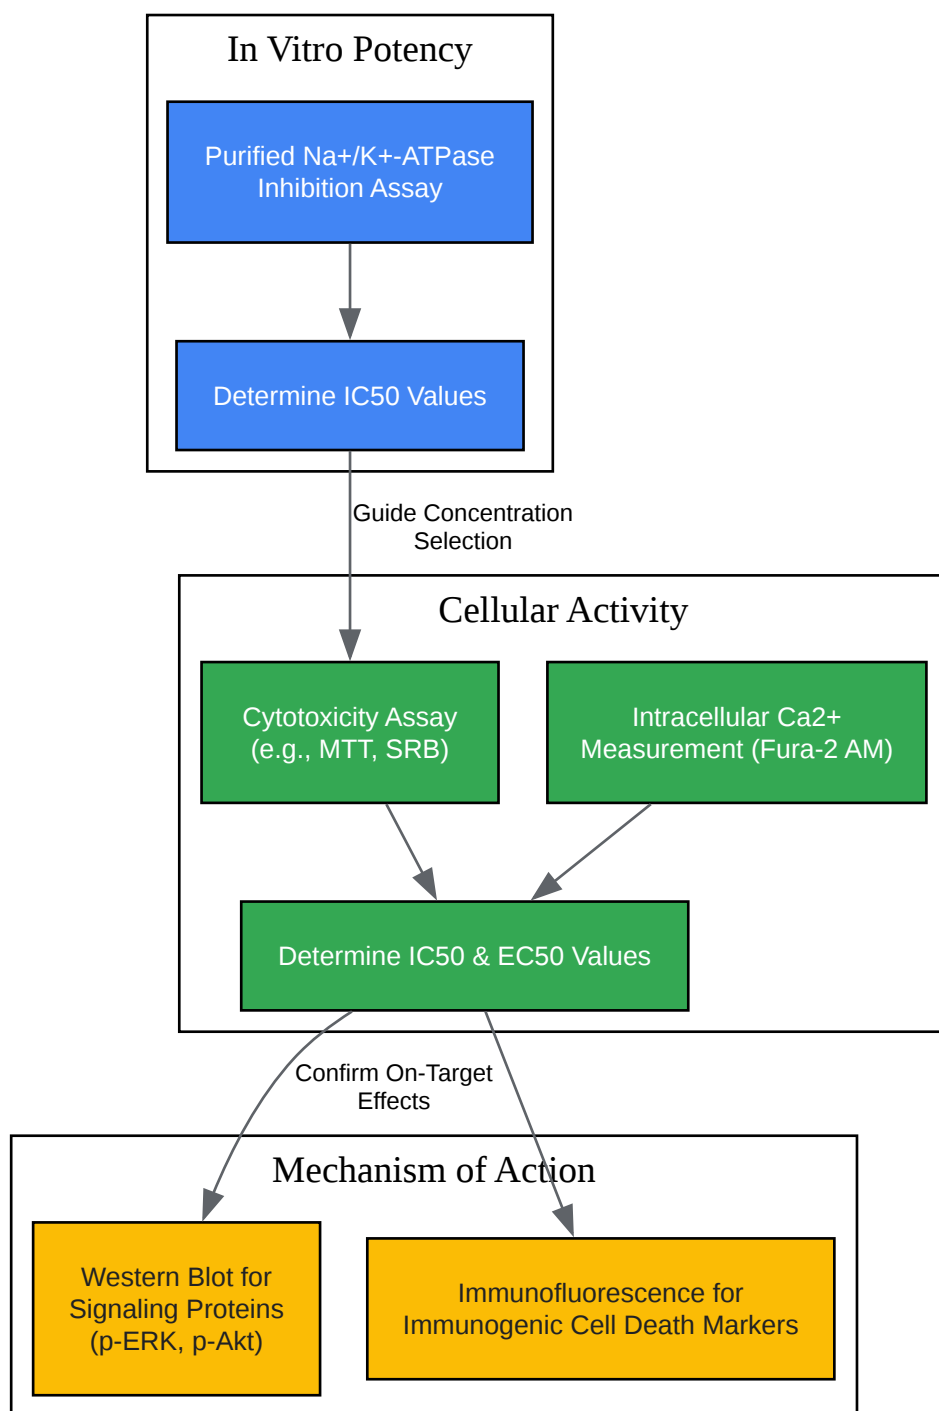 In Vitro Potency
Purified Na+/K+-ATPase
Inhibition Assay
Determine IC50 Values
Guide Concentration
Selection
Cellular Activity
Cytotoxicity Assay
(e.g., MTT, SRB)
Intracellular Ca2+
Measurement (Fura-2 AM)
Determine IC50 & EC50 Values
Confirm On-Target
Effects
Mechanism of Action
Western Blot for
Signaling Proteins
(p-ERK, p-Akt)
Immunofluorescence for
Immunogenic Cell Death Markers